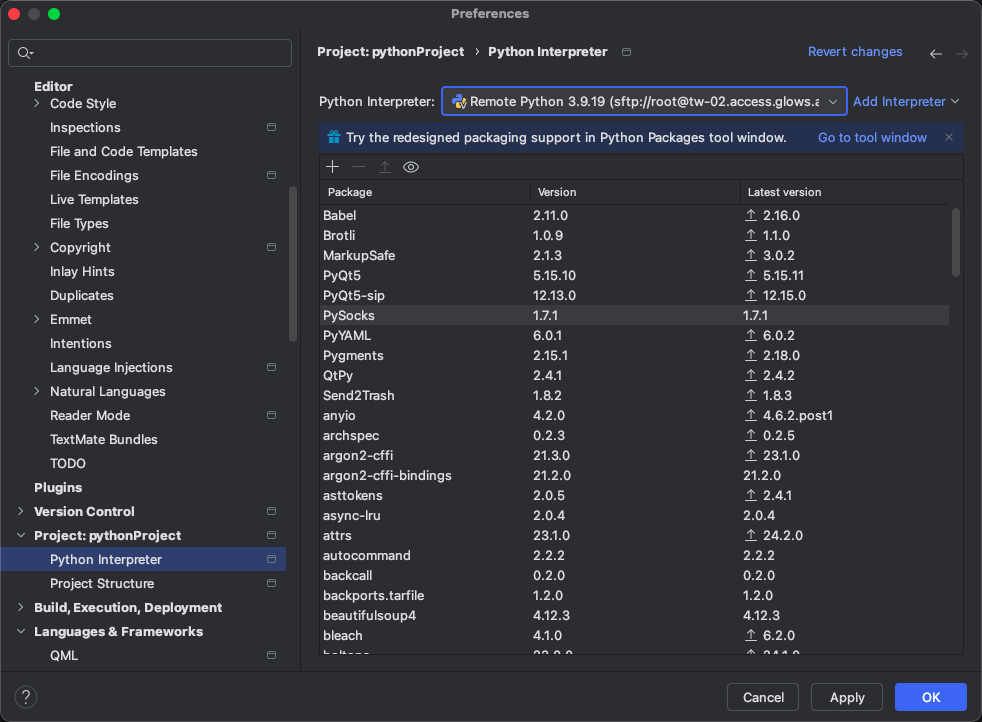 Preferences
Project: pythonProject › Python Interpreter
Revert changes
Editor
Code Style
Inspections
File and Code Templates
File Encodings
Live Templates
File Types
Copyright
Inlay Hints
Duplicates
Emmet
Intentions
Language Injections
Natural Languages
Reader Mode
TextMate Bundles
TODO
Plugins
Version Control
Project: pythonProject
Python Interpreter
Project Structure
Build, Execution, Deployment
Languages & Frameworks
QML
Python Interpreter: Remote Python 3.9.19 (sftp://root@tw-02.access.glows.a Add Interpreter
Try the redesigned packaging support in Python Packages tool window. Go to tool window
Package Version Latest version
Babel 2.11.0 2.16.0
Brotli 1.0.9 1.1.0
MarkupSafe 2.1.3 3.0.2
PyQt5 5.15.10 5.15.11
PyQt5-sip 12.13.0 12.15.0
PySocks 1.7.1 1.7.1
PyYAML 6.0.1 6.0.2
Pygments 2.15.1 2.18.0
QtPy 2.4.1 2.4.2
Send2Trash 1.8.2 1.8.3
anyio 4.2.0 4.6.2.post1
archspec 0.2.3 0.2.5
argon2-cffi 21.3.0 23.1.0
argon2-cffi-bindings 21.2.0 21.2.0
asttokens 2.0.5 2.4.1
async-lru 2.0.4 2.0.4
attrs 23.1.0 24.2.0
autocommand 2.2.2 2.2.2
backcall 0.2.0 0.2.0
backports.tarfile 1.2.0 1.2.0
beautifulsoup4 4.12.3 4.12.3
bleach 4.1.0 6.2.0
?
Cancel
Apply
OK